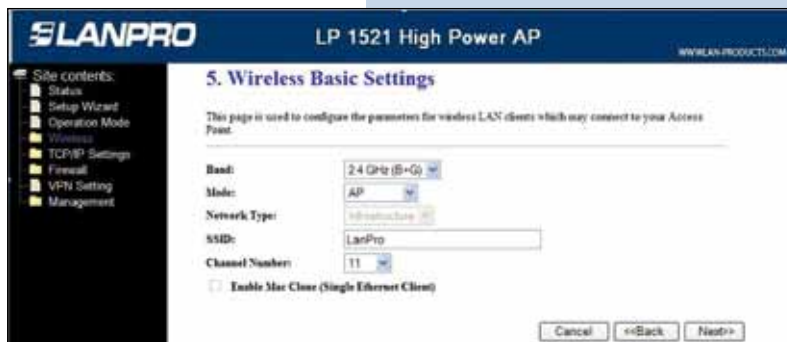 LANPRO
LP 1521 High Power AP
WWW.LAN-PRODUCTS.COM
Site contents:
Status
Setup Wizard
Operation Mode
Wireless
TCP/IP Settings
Firewall
VPN Setting
Management
5. Wireless Basic Settings
This page is used to configure the parameters for wireless LAN clients which may connect to your Access
Point.
Band: 2.4 GHz (B+G)
Mode: AP
Network Type: Infrastructure
SSID: LanPro
Channel Number: 11
Enable Mac Clone (Single Ethernet Client)
Cancel <<Back Next>>